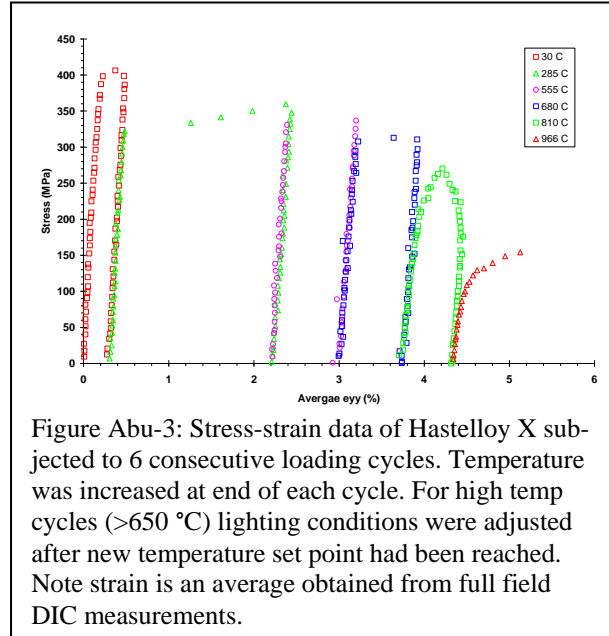 450
400
350
300
250
200
150
100
50
0
Stress (MPa)
30 C
285 C
555 C
680 C
810 C
966 C
0 1 2 3 4 5 6
Avergae eyy (%)
Figure Abu-3: Stress-strain data of Hastelloy X sub-
jected to 6 consecutive loading cycles. Temperature
was increased at end of each cycle. For high temp
cycles (>650 °C) lighting conditions were adjusted
after new temperature set point had been reached.
Note strain is an average obtained from full field
DIC measurements.